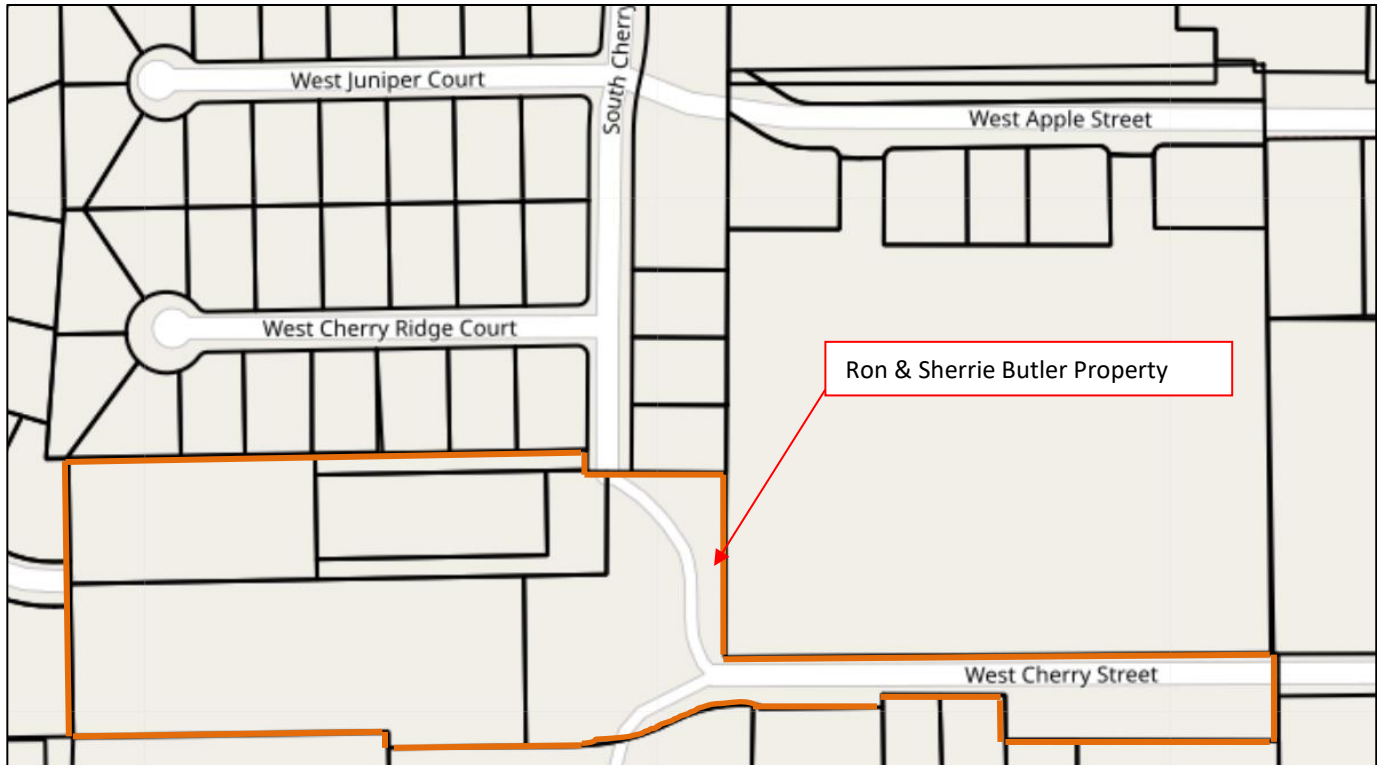 South Cherry
West Juniper Court
West Apple Street
West Cherry Ridge Court
Ron & Sherrie Butler Property
West Cherry Street